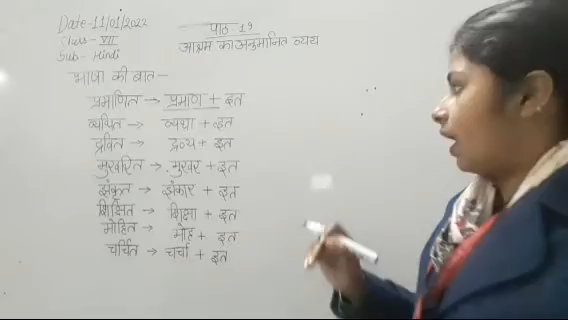 Date-11/01/2022
Class-VII
Sub- Hindi
पाठ-19
आश्रम का अनुमानित व्यय
भाषा की बात-
प्रमाणित → प्रमाण + इत
व्यथित → व्यथा + इत
द्रवित → द्रव्य + इत
मुखरित → मुखर + इत
झंकृत → झंकार + इत
शिक्षित → शिक्षा + इत
मोहित → मोह + इत
चर्चित → चर्चा + इत